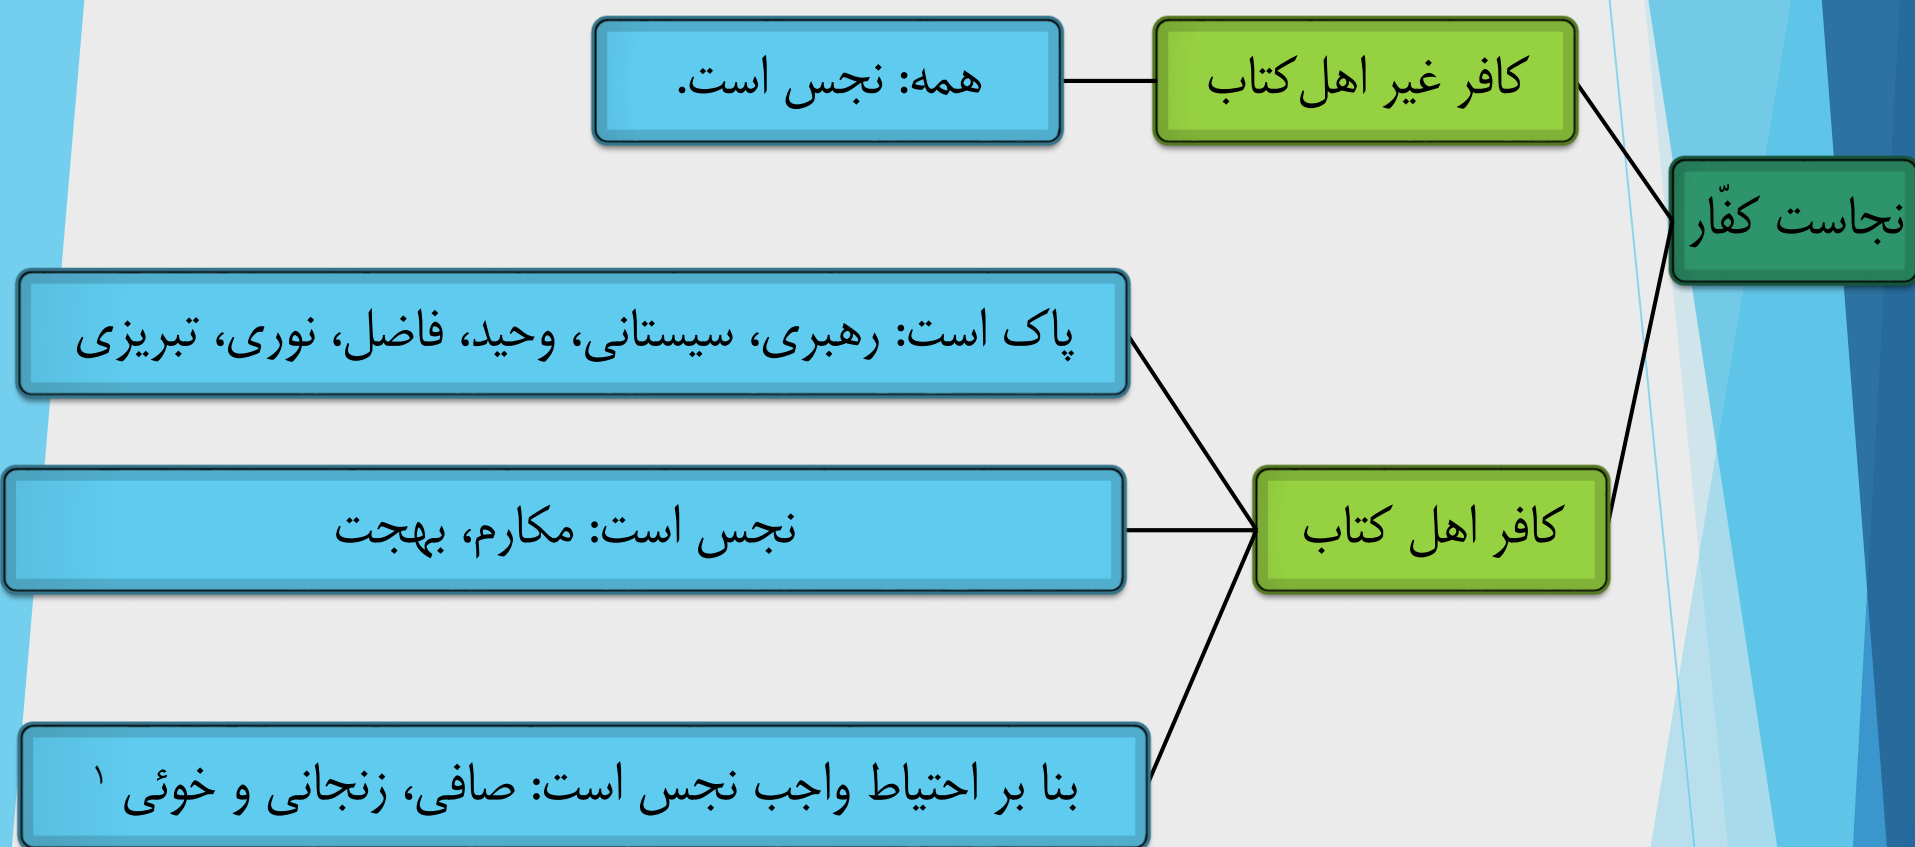 نجاست کفّار
کافر غیر اهل کتاب
همه: نجس است.
کافر اهل کتاب
پاک است: رهبری، سیستانی، وحید، فاضل، نوری، تبریزی
نجس است: مکارم، بهجت
بنا بر احتیاط واجب نجس است: صافی، زنجانی و خوئی ۱